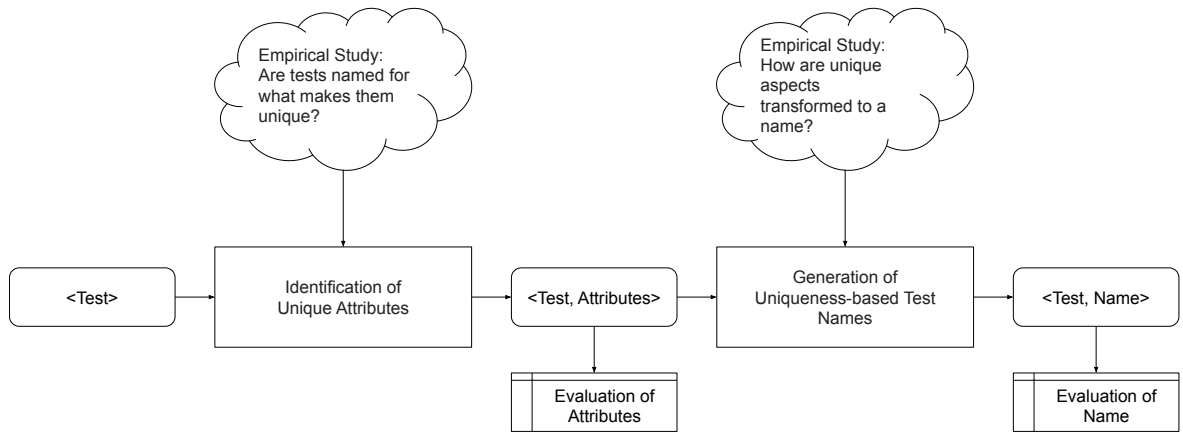 Empirical Study:
Are tests named for
what makes them
unique?
Empirical Study:
How are unique
aspects
transformed to a
name?
<Test>
Identification of
Unique Attributes
<Test, Attributes>
Generation of
Uniqueness-based Test
Names
<Test, Name>
Evaluation of
Attributes
Evaluation of
Name